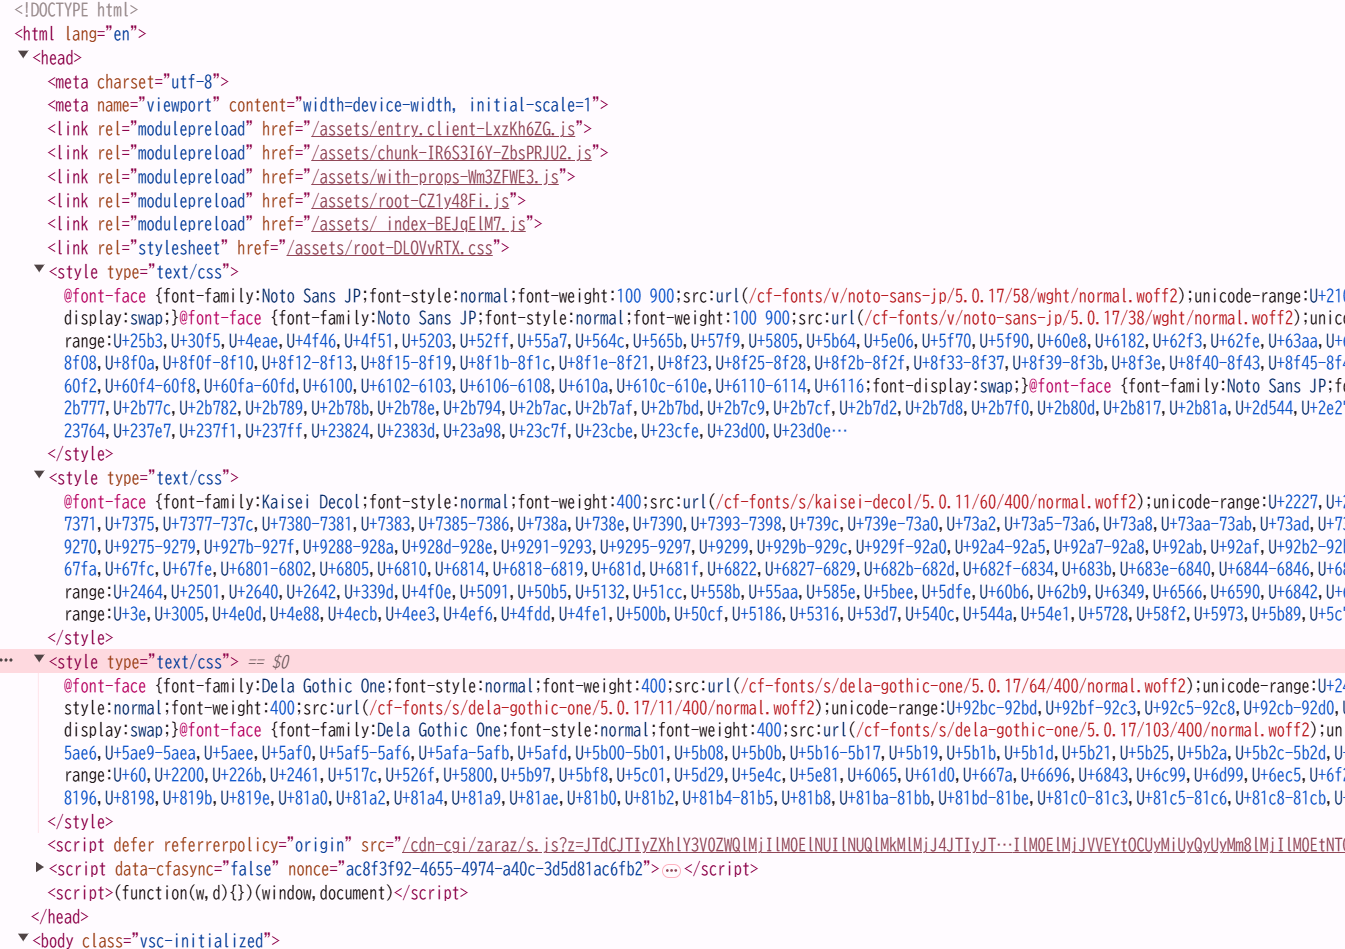 <!DOCTYPE html>
<html lang="en">
<head>
<meta charset="utf-8">
<meta name="viewport" content="width=device-width, initial-scale=1">
<link rel="modulepreload" href="/assets/entry.client-LxzKh6ZG.js">
<link rel="modulepreload" href="/assets/chunk-IR6S3I6Y-ZbsPRJU2.js">
<link rel="modulepreload" href="/assets/with-props-Wm3ZFWE3.js">
<link rel="modulepreload" href="/assets/root-CZ1y48Fi.js">
<link rel="modulepreload" href="/assets/_index-BEJqElM7.js">
<link rel="stylesheet" href="/assets/root-DLOVvRTX.css">
<style type="text/css">
@font-face {font-family:Noto Sans JP;font-style:normal;font-weight:100 900;src:url(/cf-fonts/v/noto-sans-jp/5.0.17/58/wght/normal.woff2);unicode-range:U+210
display:swap;}@font-face {font-family:Noto Sans JP;font-style:normal;font-weight:100 900;src:url(/cf-fonts/v/noto-sans-jp/5.0.17/38/wght/normal.woff2);unic
range:U+25b3,U+30f5,U+4eae,U+4f46,U+4f51,U+5203,U+52ff,U+55a7,U+564c,U+565b,U+57f9,U+5805,U+5b64,U+5e06,U+5f70,U+5f90,U+60e8,U+6182,U+62f3,U+62fe,U+63aa,U+
8f08,U+8f0a,U+8f0f-8f10,U+8f12-8f13,U+8f15-8f19,U+8f1b-8f1c,U+8f1e-8f21,U+8f23,U+8f25-8f28,U+8f2b-8f2f,U+8f33-8f37,U+8f39-8f3b,U+8f3e,U+8f40-8f43,U+8f45-8f4
60f2,U+60f4-60f8,U+60fa-60fd,U+6100,U+6102-6103,U+6106-6108,U+610a,U+610c-610e,U+6110-6114,U+6116;font-display:swap;}@font-face {font-family:Noto Sans JP;f
2b777,U+2b77c,U+2b782,U+2b789,U+2b78b,U+2b78e,U+2b794,U+2b7ac,U+2b7af,U+2b7bd,U+2b7c9,U+2b7cf,U+2b7d2,U+2b7d8,U+2b7f0,U+2b80d,U+2b817,U+2b81a,U+2d544,U+2e2
23764,U+237e7,U+237f1,U+237ff,U+23824,U+2383d,U+23a98,U+23c7f,U+23cbe,U+23cfe,U+23d00,U+23d0e…
</style>
<style type="text/css">
@font-face {font-family:Kaisei Decol;font-style:normal;font-weight:400;src:url(/cf-fonts/s/kaisei-decol/5.0.11/60/400/normal.woff2);unicode-range:U+2227,U+2
7371,U+7375,U+7377-737c,U+7380-7381,U+7383,U+7385-7386,U+738a,U+738e,U+7390,U+7393-7398,U+739c,U+739e-73a0,U+73a2,U+73a5-73a6,U+73a8,U+73aa-73ab,U+73ad,U+73
9270,U+9275-9279,U+927b-927f,U+9288-928a,U+928d-928e,U+9291-9293,U+9295-9297,U+9299,U+929b-929c,U+929f-92a0,U+92a4-92a5,U+92a7-92a8,U+92ab,U+92af,U+92b2-92b
67fa,U+67fc,U+67fe,U+6801-6802,U+6805,U+6810,U+6814,U+6818-6819,U+681d,U+681f,U+6822,U+6827-6829,U+682b-682d,U+682f-6834,U+683b,U+683e-6840,U+6844-6846,U+68
range:U+2464,U+2501,U+2640,U+2642,U+339d,U+4f0e,U+5091,U+50b5,U+5132,U+51cc,U+558b,U+55aa,U+585e,U+5bee,U+5dfe,U+60b6,U+62b9,U+6349,U+6566,U+6590,U+6842,U+
range:U+3e,U+3005,U+4e0d,U+4e88,U+4ecb,U+4ee3,U+4ef6,U+4fdd,U+4fe1,U+500b,U+50cf,U+5186,U+5316,U+53d7,U+540c,U+544a,U+54e1,U+5728,U+58f2,U+5973,U+5b89,U+5c
</style>
<style type="text/css"> == $0
@font-face {font-family:Dela Gothic One;font-style:normal;font-weight:400;src:url(/cf-fonts/s/dela-gothic-one/5.0.17/64/400/normal.woff2);unicode-range:U+24
style:normal;font-weight:400;src:url(/cf-fonts/s/dela-gothic-one/5.0.17/11/400/normal.woff2);unicode-range:U+92bc-92bd,U+92bf-92c3,U+92c5-92c8,U+92cb-92d0,U
display:swap;}@font-face {font-family:Dela Gothic One;font-style:normal;font-weight:400;src:url(/cf-fonts/s/dela-gothic-one/5.0.17/103/400/normal.woff2);un
5ae6,U+5ae9-5aea,U+5aee,U+5af0,U+5af5-5af6,U+5afa-5afb,U+5afd,U+5b00-5b01,U+5b08,U+5b0b,U+5b16-5b17,U+5b19,U+5b1b,U+5b1d,U+5b21,U+5b25,U+5b2a,U+5b2c-5b2d,U+
range:U+60,U+2200,U+226b,U+2461,U+517c,U+526f,U+5800,U+5b97,U+5bf8,U+5c01,U+5d29,U+5e4c,U+5e81,U+6065,U+61d0,U+667a,U+6696,U+6843,U+6c99,U+6d99,U+6ec5,U+6f2
8196,U+8198,U+819b,U+819e,U+81a0,U+81a2,U+81a4,U+81a9,U+81ae,U+81b0,U+81b2,U+81b4-81b5,U+81b8,U+81ba-81bb,U+81bd-81be,U+81c0-81c3,U+81c5-81c6,U+81c8-81cb,U+
</style>
<script defer referrerpolicy="origin" src="/cdn-cgi/zaraz/s.js?z=JTdCJTIyZXhlY3V0ZWQlMjIlM0ElNUIlNUQlMkMlMjJ0JTIyJT…IlM0ElMjJVVEYtOCUyMiUyQyUyMm8lMjIlM0EtNTQ
<script data-cfasync="false" nonce="ac8f3f92-4655-4974-a40c-3d5d81ac6fb2">…</script>
<script>(function(w,d){})(window,document)</script>
</head>
<body class="vsc-initialized">